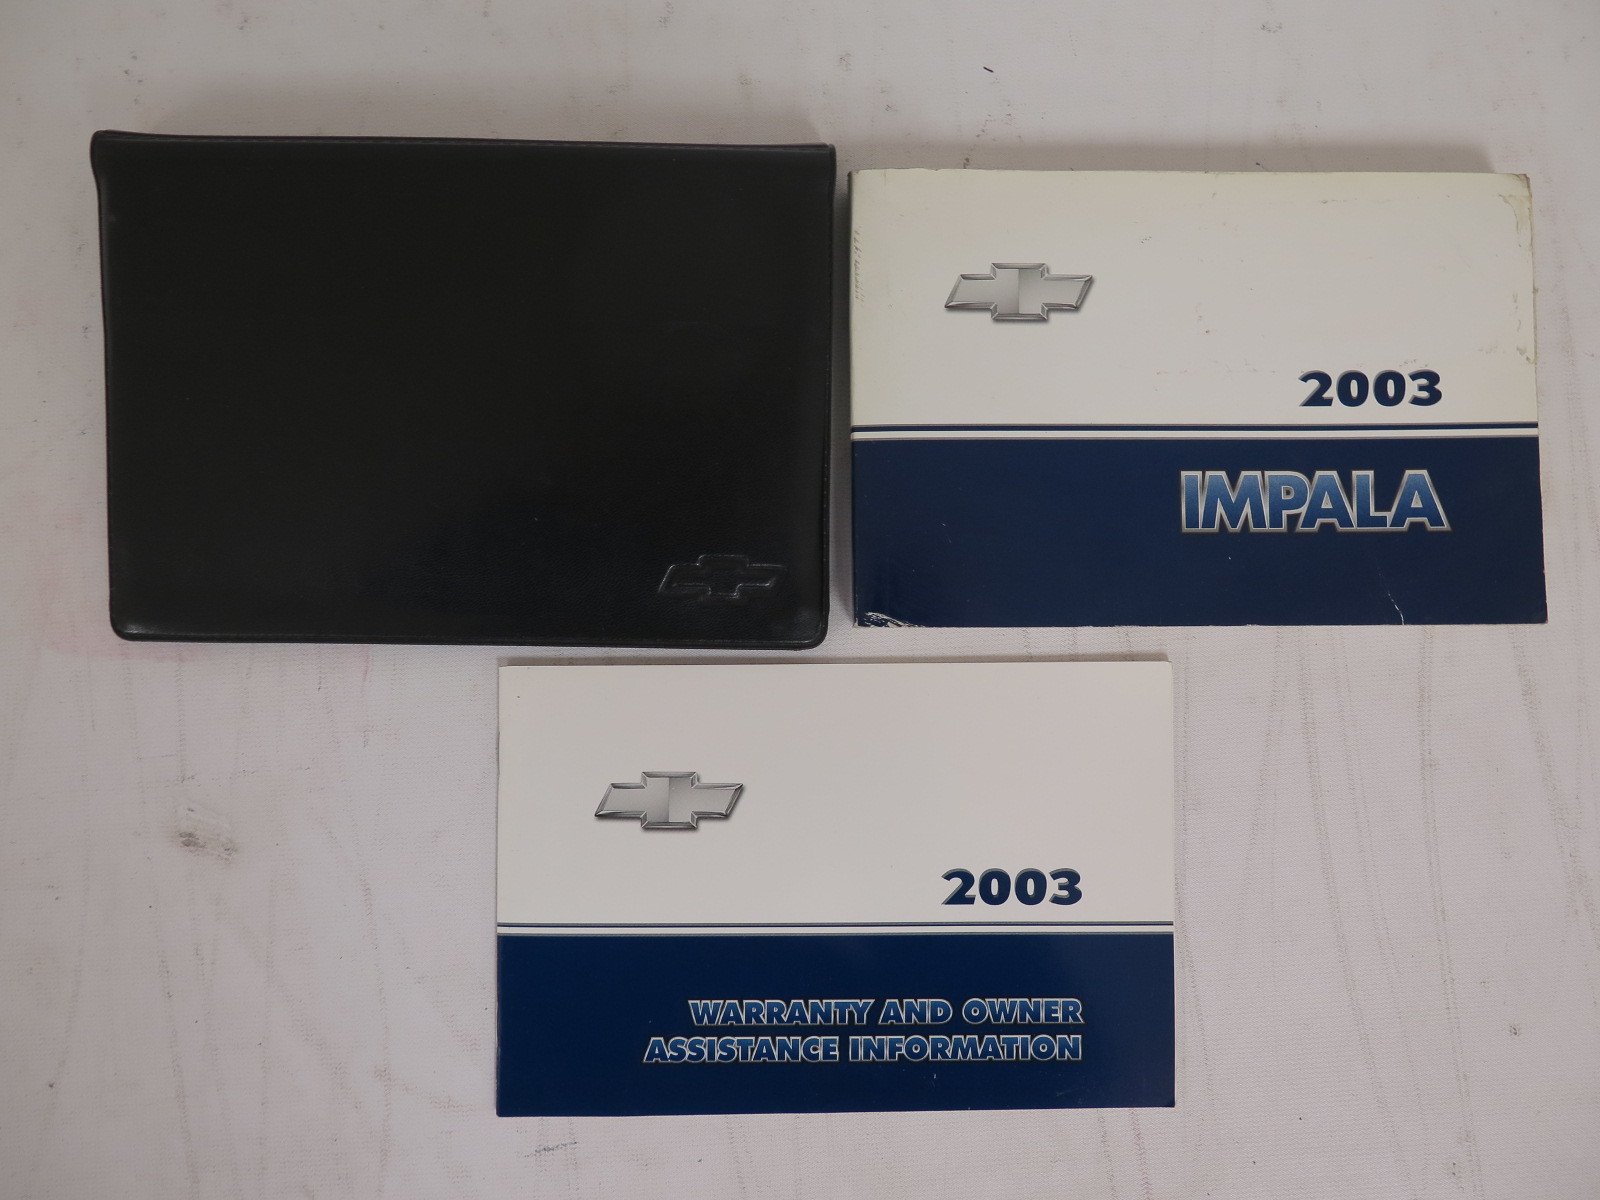 2003
IMPALA
2003
WARRANTY AND OWNER
ASSISTANCE INFORMATION